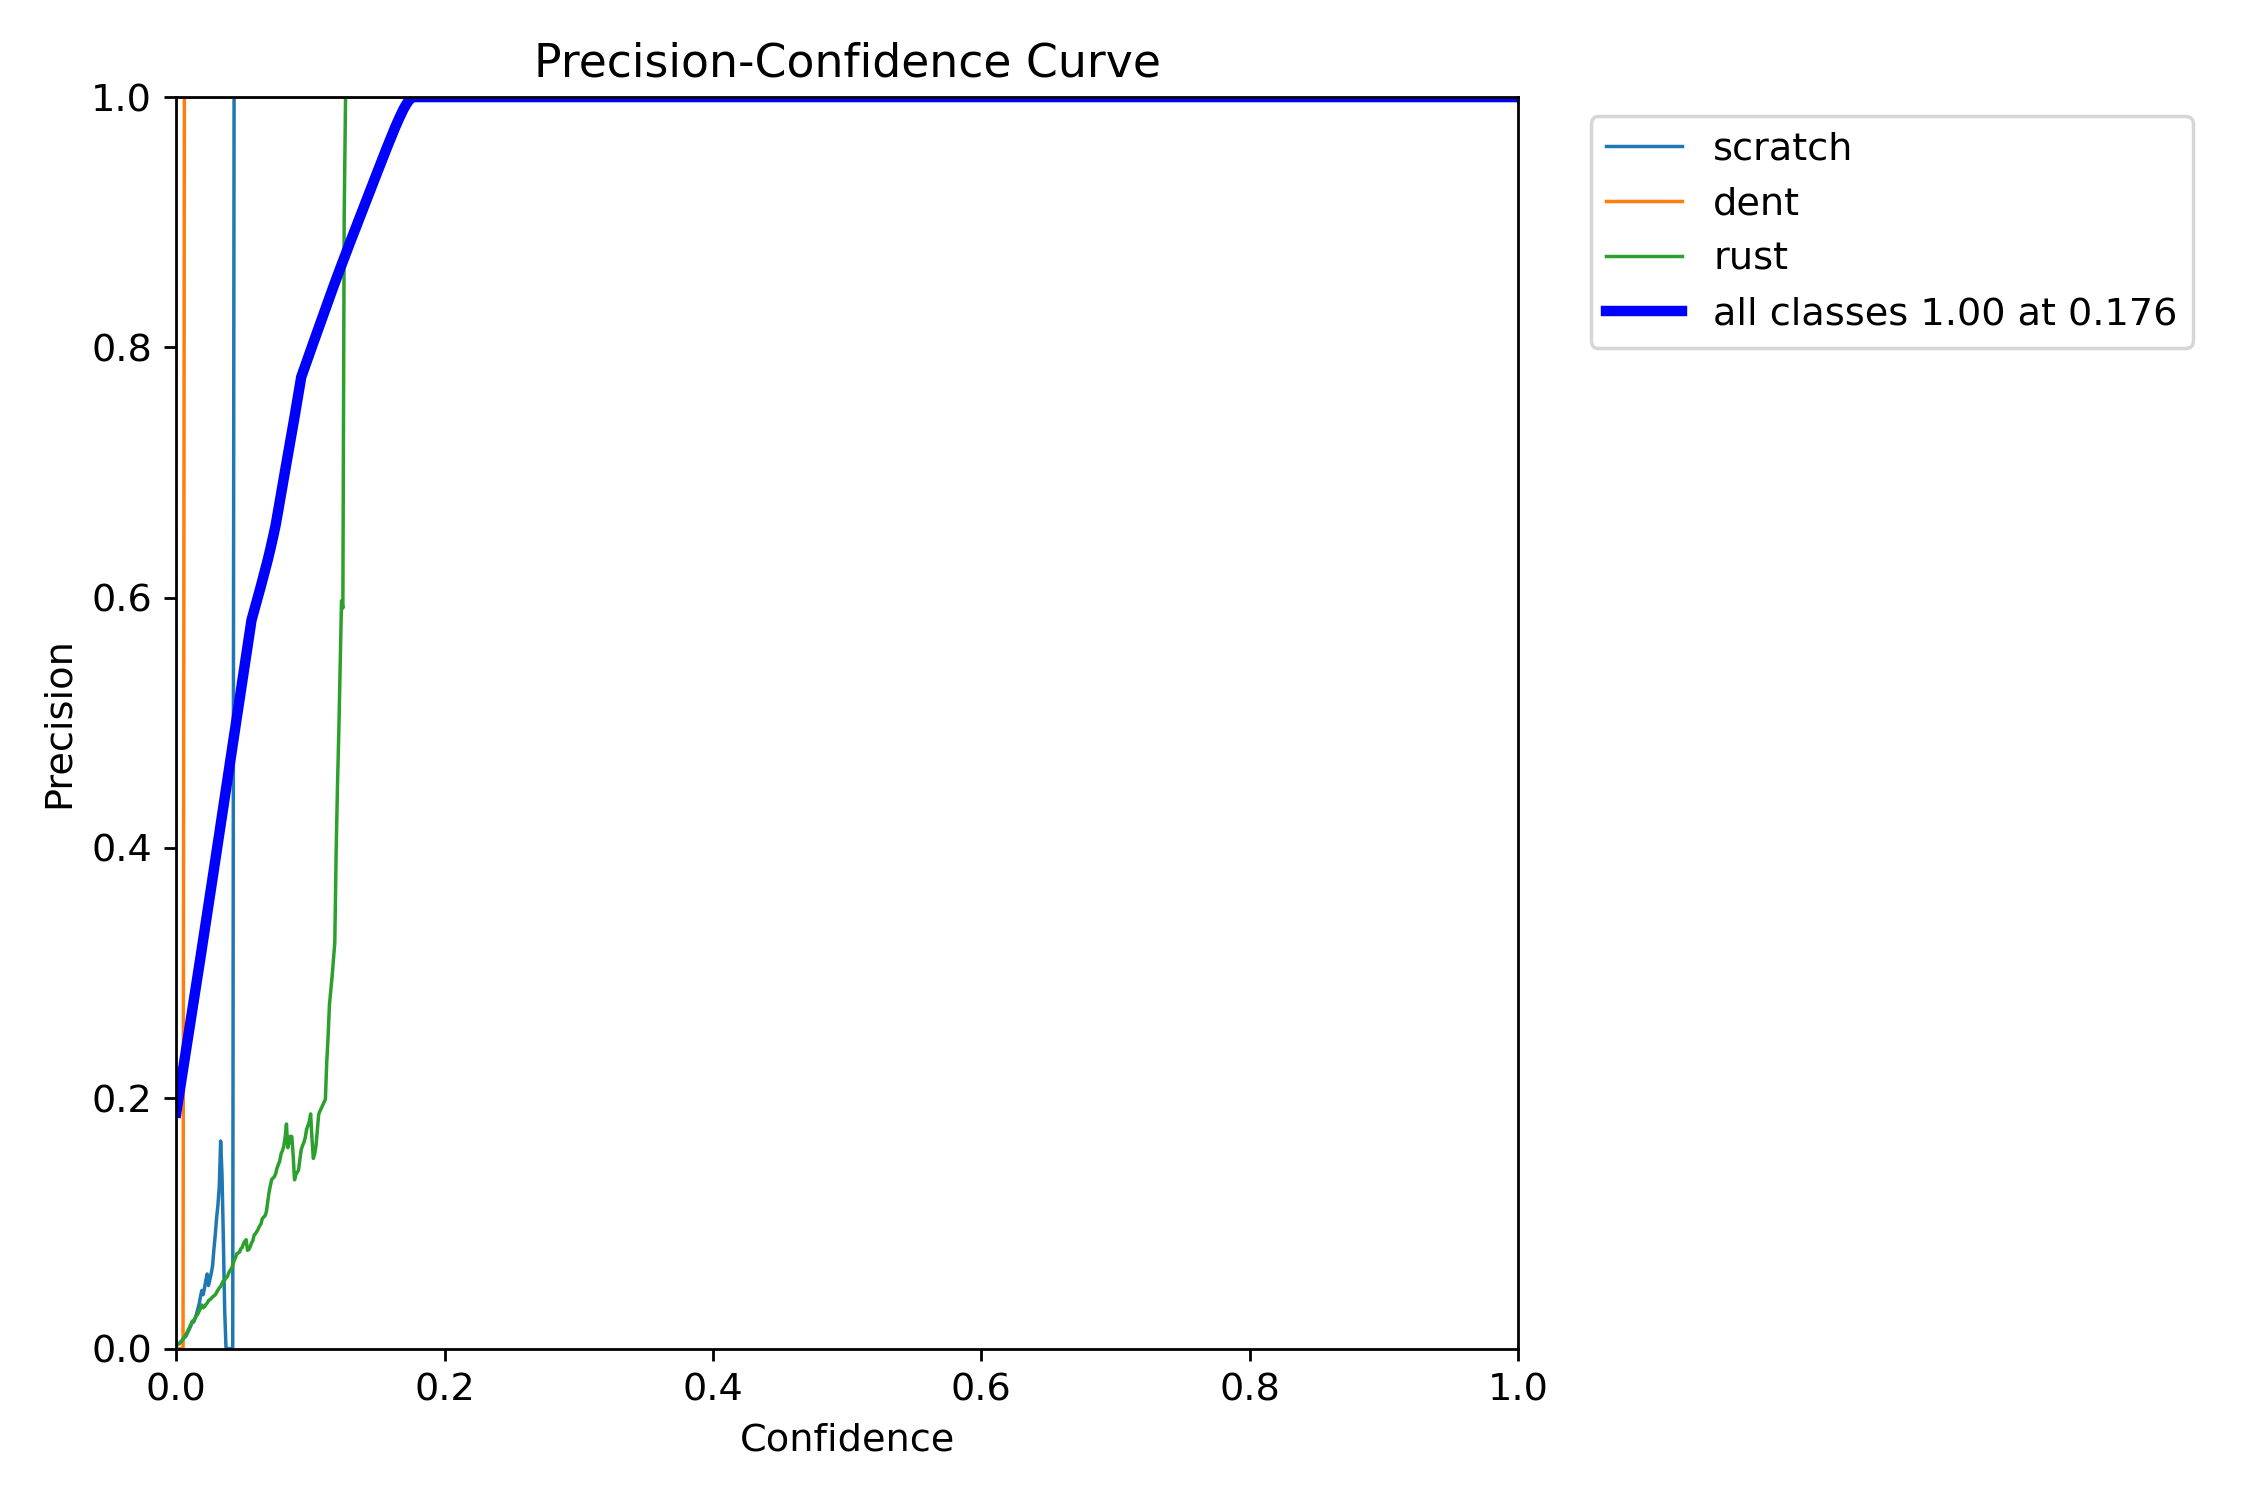 Precision-Confidence Curve
1.0
0.8
0.6
0.4
0.2
0.0
Precision
0.0 0.2 0.4 0.6 0.8 1.0
Confidence
scratch
dent
rust
all classes 1.00 at 0.176